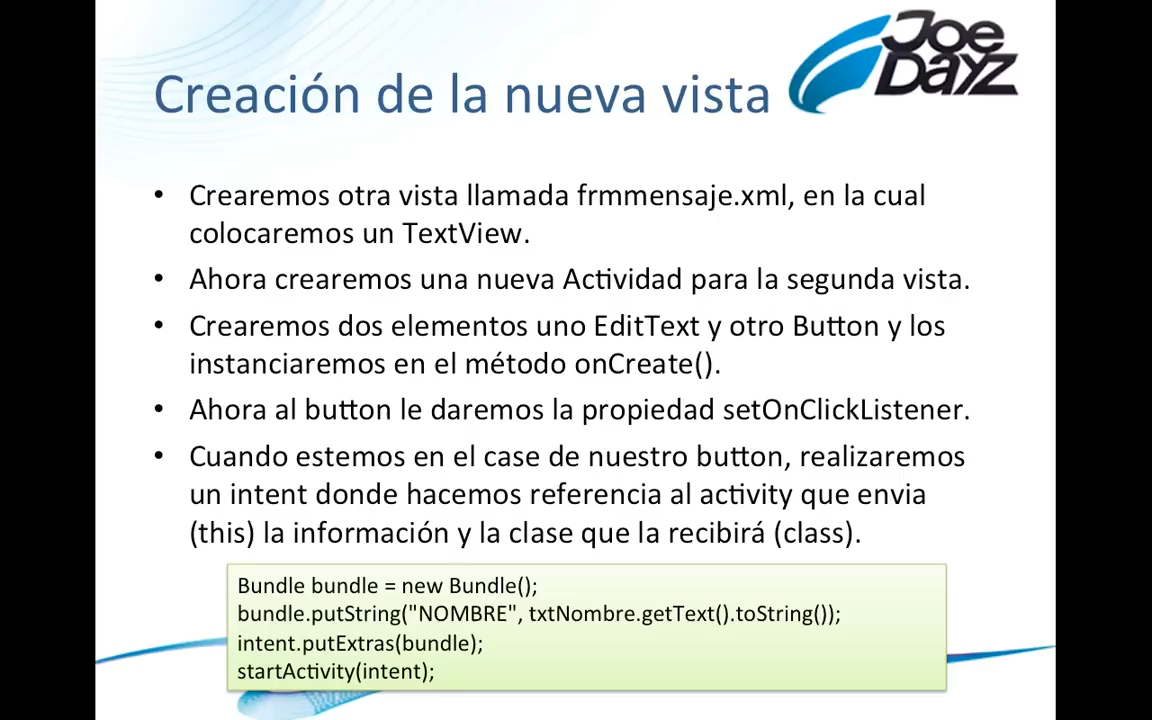 Joe
Dayz
Creación de la nueva vista
• Crearemos otra vista llamada frmmensaje.xml, en la cual
colocaremos un TextView.
• Ahora crearemos una nueva Actividad para la segunda vista.
• Crearemos dos elementos uno EditText y otro Button y los
instanciaremos en el método onCreate().
• Ahora al button le daremos la propiedad setOnClickListener.
• Cuando estemos en el case de nuestro button, realizaremos
un intent donde hacemos referencia al activity que envia
(this) la información y la clase que la recibirá (class).
Bundle bundle = new Bundle();
bundle.putString("NOMBRE", txtNombre.getText().toString());
intent.putExtras(bundle);
startActivity(intent);